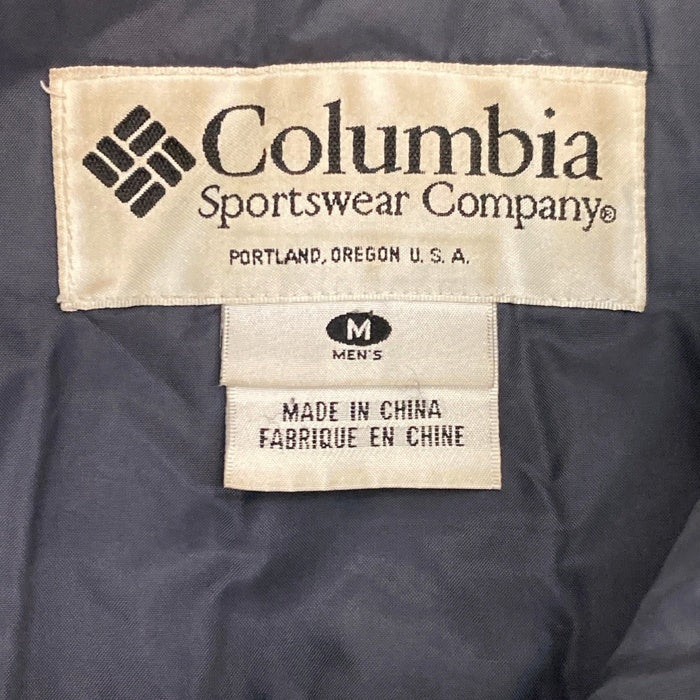 Columbia
Sportswear Company®
PORTLAND, OREGON U. S. A.
M
MEN'S
MADE IN CHINA
FABRIQUE EN CHINE